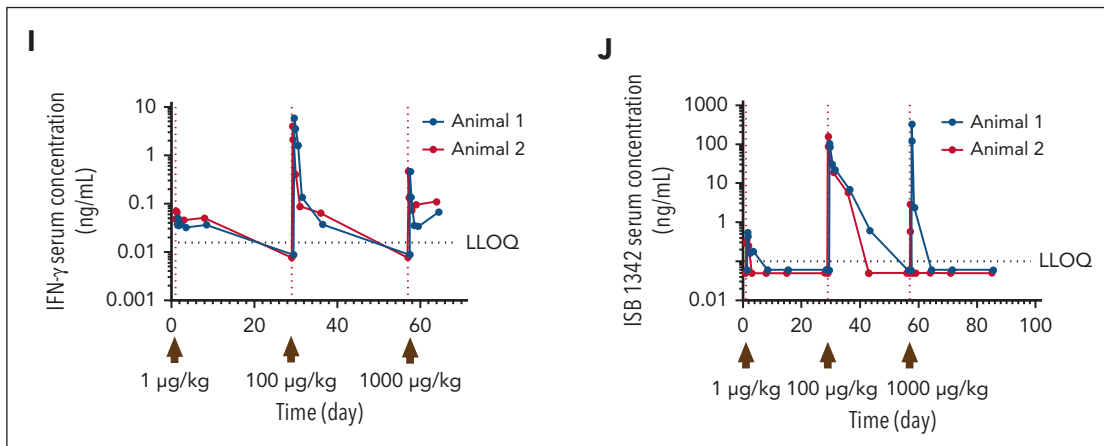 I
IFN-γ serum concentration
(ng/mL)
10
1
0.1
0.01
0.001
Animal 1
Animal 2
LLOQ
0 20 40 60
1 µg/kg 100 µg/kg 1000 µg/kg
Time (day)
J
ISB 1342 serum concentration
(ng/mL)
1000
100
10
1
0.1
0.01
Animal 1
Animal 2
LLOQ
0 20 40 60 80 100
1 µg/kg 100 µg/kg 1000 µg/kg
Time (day)